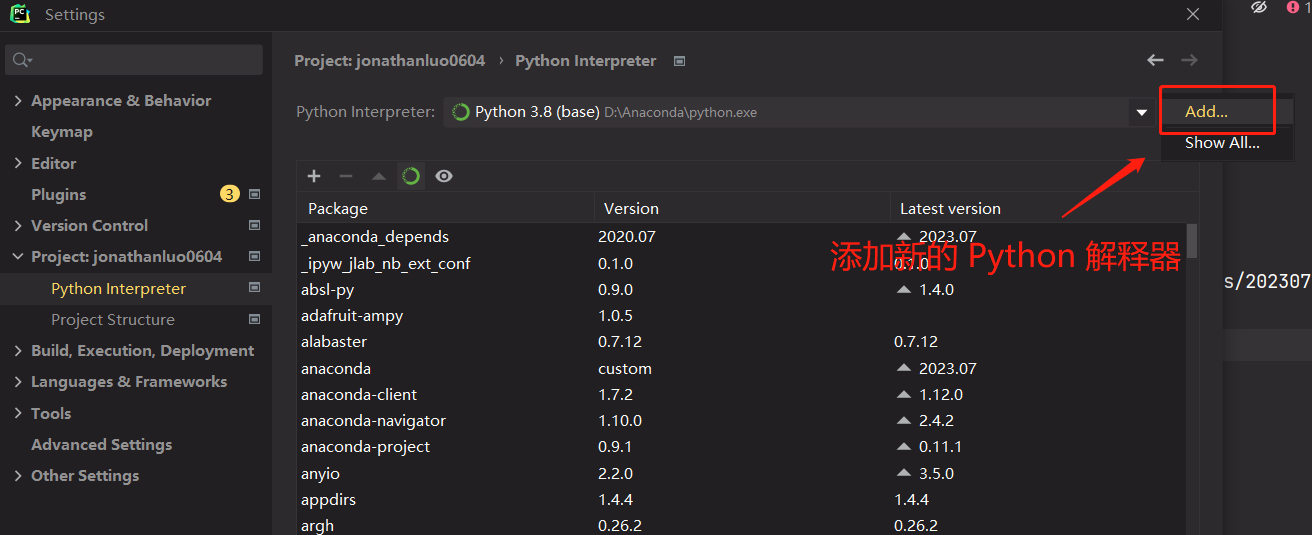 PC Settings
1
Project: jonathanluo0604 › Python Interpreter
Appearance & Behavior
Keymap
Editor
Plugins 3
Version Control
Project: jonathanluo0604
Python Interpreter
Project Structure
Build, Execution, Deployment
Languages & Frameworks
Tools
Advanced Settings
Other Settings
Python Interpreter: Python 3.8 (base) D:\Anaconda\python.exe
Add...
Show All...
Package Version Latest version
_anaconda_depends 2020.07 2023.07
_ipyw_jlab_nb_ext_conf 0.1.0 0.1.0
添加新的 Python 解释器
absl-py 0.9.0 1.4.0
s/202307
adafruit-ampy 1.0.5
alabaster 0.7.12 0.7.12
anaconda custom 2023.07
anaconda-client 1.7.2 1.12.0
anaconda-navigator 1.10.0 2.4.2
anaconda-project 0.9.1 0.11.1
anyio 2.2.0 3.5.0
appdirs 1.4.4 1.4.4
argh 0.26.2 0.26.2